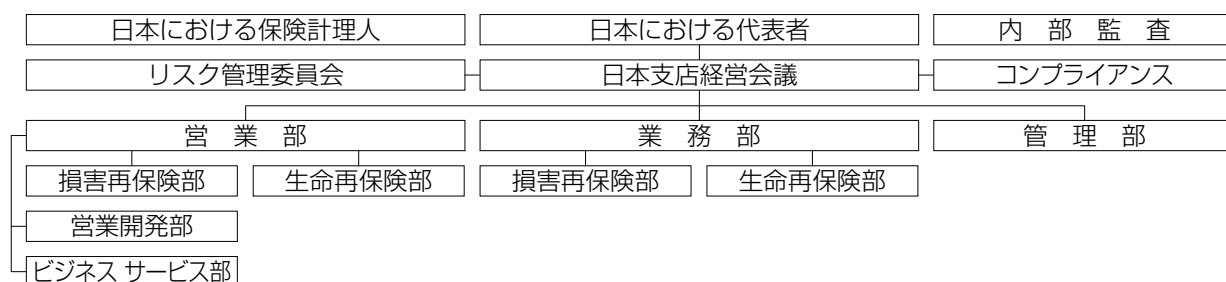 日本における保険計理人 日本における代表者 内部監査
リスク管理委員会 日本支店経営会議 コンプライアンス
営業部 業務部 管理部
損害再保険部 生命再保険部 損害再保険部 生命再保険部
営業開発部
ビジネス サービス部